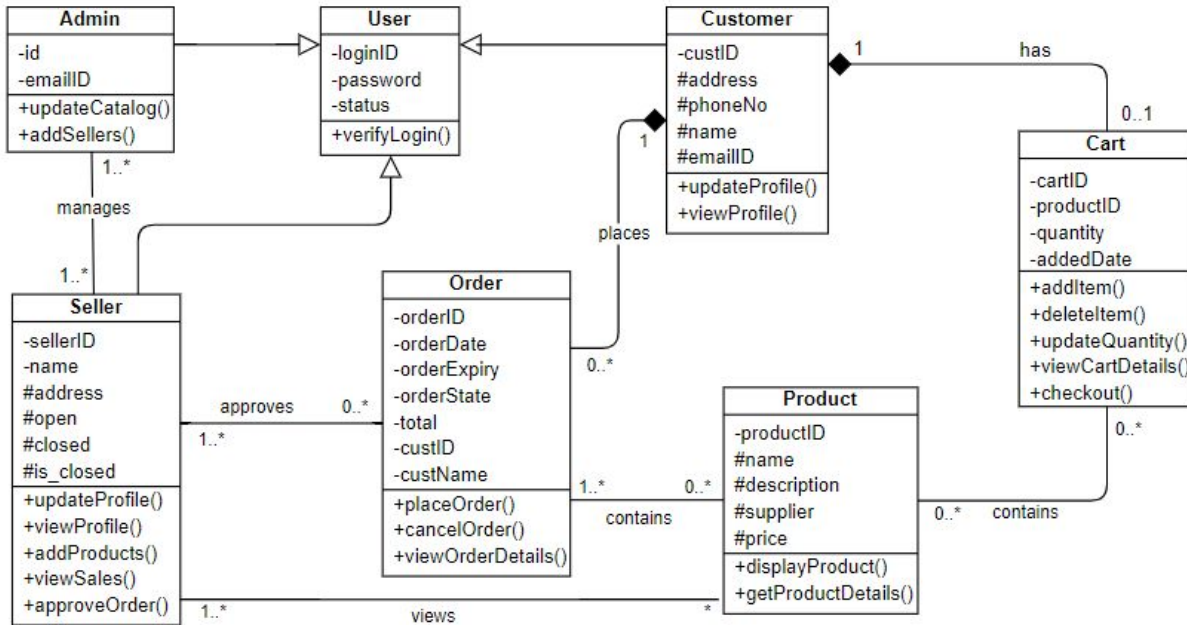 Admin
-id
-emailID
+updateCatalog()
+addSellers()
User
-loginID
-password
-status
+verifyLogin()
Customer
-custID
#address
#phoneNo
#name
#emailID
+updateProfile()
+viewProfile()
1
has
0..1
1
places
0..*
1..*
manages
1..*
Cart
-cartID
-productID
-quantity
-addedDate
+addItem()
+deleteItem()
+updateQuantity()
+viewCartDetails()
+checkout()
0..*
Seller
-sellerID
-name
#address
#open
#closed
#is_closed
+updateProfile()
+viewProfile()
+addProducts()
+viewSales()
+approveOrder()
approves
0..*
1..*
Order
-orderID
-orderDate
-orderExpiry
-orderState
-total
-custID
-custName
+placeOrder()
+cancelOrder()
+viewOrderDetails()
1..*
0..*
contains
Product
-productID
#name
#description
#supplier
#price
+displayProduct()
+getProductDetails()
0..*
contains
1..*
views
*